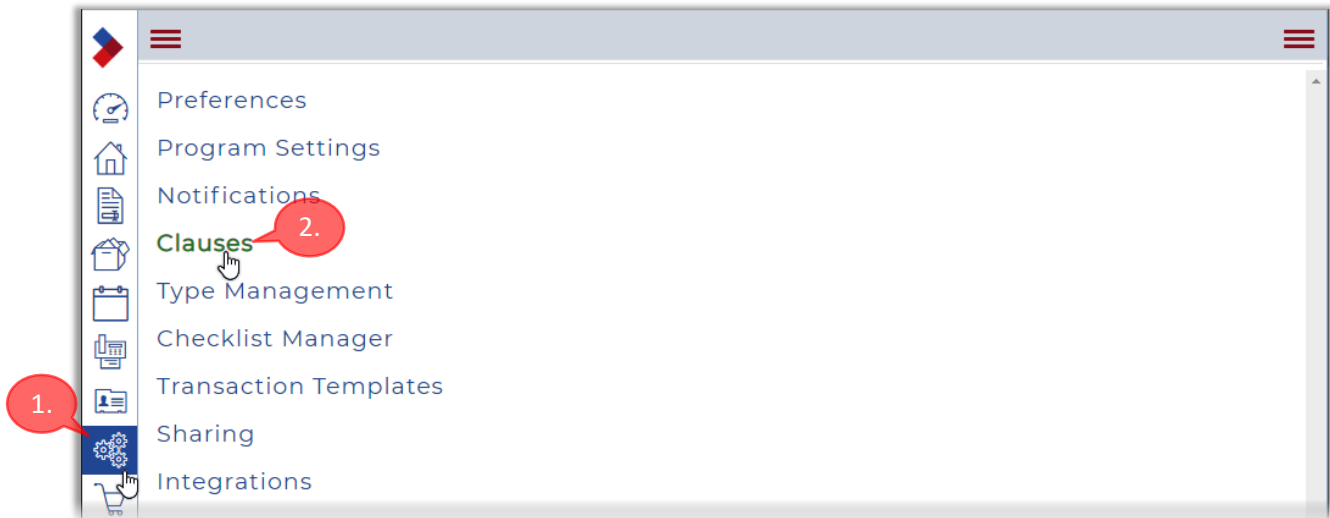 Preferences
Program Settings
Notifications
2.
Clauses
Type Management
Checklist Manager
Transaction Templates
1.
Sharing
Integrations